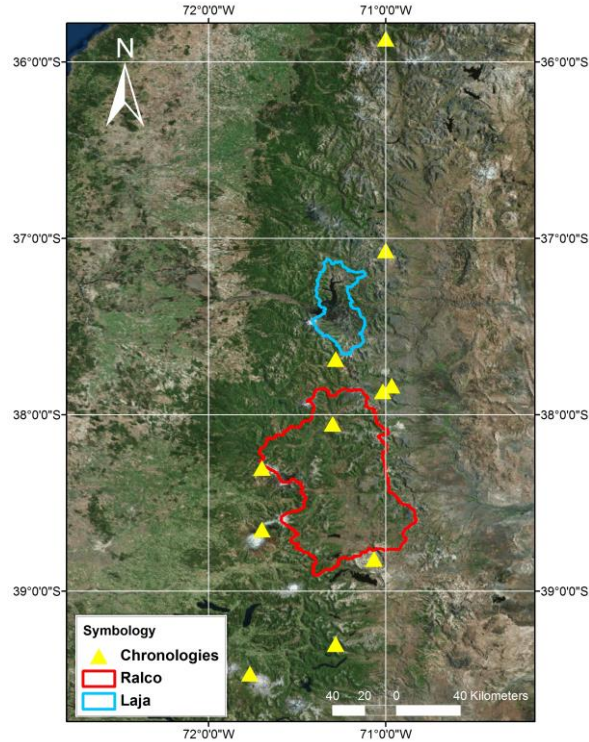 72°0'0"W 71°0'0"W
N
36°0'0"S 36°0'0"S
37°0'0"S 37°0'0"S
38°0'0"S 38°0'0"S
39°0'0"S 39°0'0"S
Symbology
Chronologies
Ralco
Laja
40 20 0 40 Kilometers
72°0'0"W 71°0'0"W